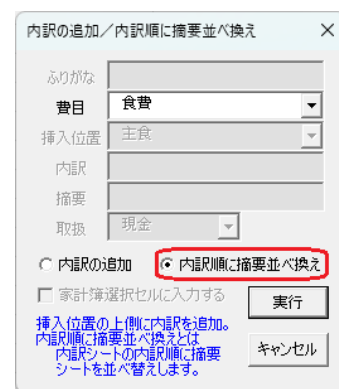 内訳の追加/内訳順に摘要並べ換え
ふりがな
費目 食費
挿入位置 主食
内訳
摘要
取扱 現金
内訳の追加 内訳順に摘要並べ換え
家計簿選択セルに入力する 実行
挿入位置の上側に内訳を追加。
内訳順に摘要並べ換えとは
内訳シートの内訳順に摘要
シートを並べ替えします。
キャンセル